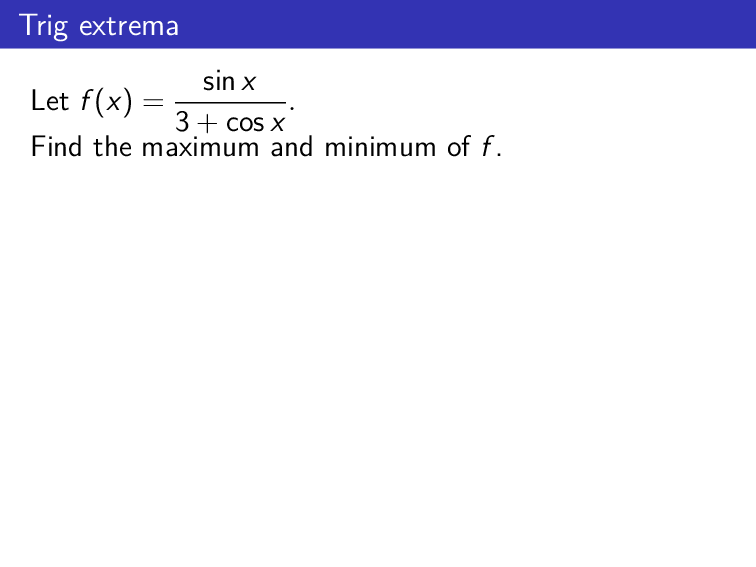 Trig extrema
Let f(x) = \frac{\sin x}{3 + \cos x}.
Find the maximum and minimum of f.